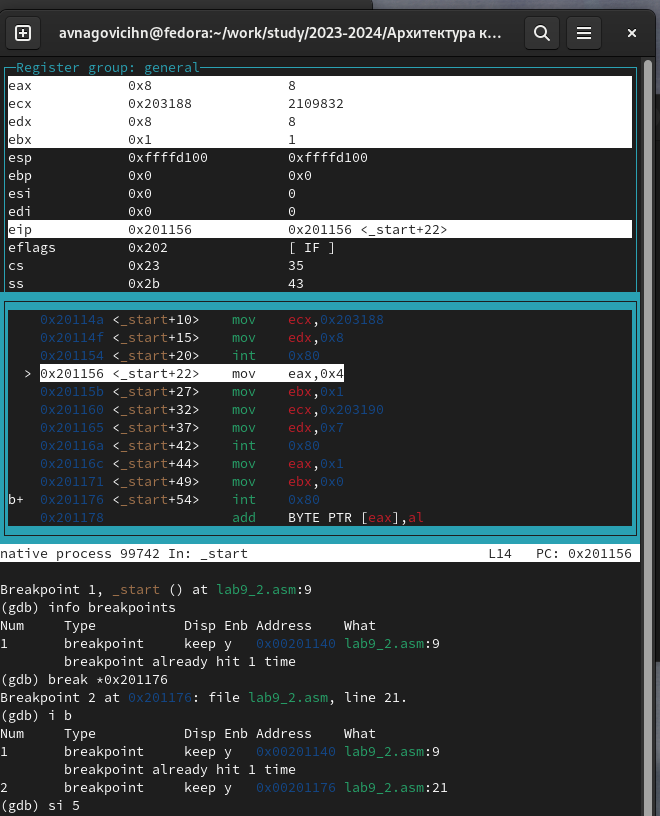 avnagovicihn@fedora:~/work/study/2023-2024/Архитектура к...
Register group: general
eax 0x8 8
ecx 0x203188 2109832
edx 0x8 8
ebx 0x1 1
esp 0xffffd100 0xffffd100
ebp 0x0 0x0
esi 0x0 0
edi 0x0 0
eip 0x201156 0x201156 <_start+22>
eflags 0x202 [ IF ]
cs 0x23 35
ss 0x2b 43
0x20114a <_start+10> mov ecx,0x203188
0x20114f <_start+15> mov edx,0x8
0x201154 <_start+20> int 0x80
> 0x201156 <_start+22> mov eax,0x4
0x20115b <_start+27> mov ebx,0x1
0x201160 <_start+32> mov ecx,0x203190
0x201165 <_start+37> mov edx,0x7
0x20116a <_start+42> int 0x80
0x20116c <_start+44> mov eax,0x1
0x201171 <_start+49> mov ebx,0x0
b+ 0x201176 <_start+54> int 0x80
0x201178 add BYTE PTR [eax],al
native process 99742 In: _start L14 PC: 0x201156
Breakpoint 1, _start () at lab9_2.asm:9
(gdb) info breakpoints
Num Type Disp Enb Address What
1 breakpoint keep y 0x00201140 lab9_2.asm:9
breakpoint already hit 1 time
(gdb) break *0x201176
Breakpoint 2 at 0x201176: file lab9_2.asm, line 21.
(gdb) i b
Num Type Disp Enb Address What
1 breakpoint keep y 0x00201140 lab9_2.asm:9
breakpoint already hit 1 time
2 breakpoint keep y 0x00201176 lab9_2.asm:21
(gdb) si 5